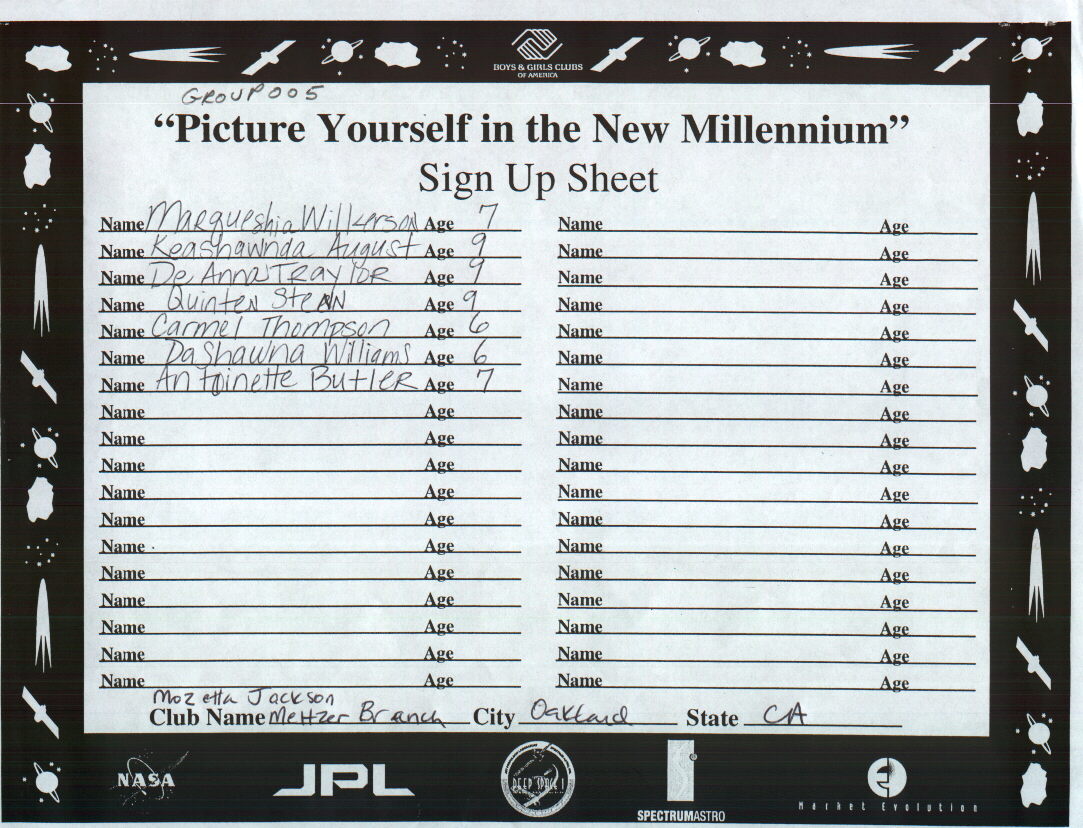 BOYS & GIRLS CLUBS
OF AMERICA
GROUP 005
“Picture Yourself in the New Millennium”
Sign Up Sheet
Name Marqueshia Wilkerson Age 7 Name Age
Name Keashawnda August Age 9 Name Age
Name De Anna Traylor Age 9 Name Age
Name Quinten Stean Age 9 Name Age
Name Carmel Thompson Age 6 Name Age
Name DaShawna Williams Age 6 Name Age
Name Antoinette Butler Age 7 Name Age
Name Age Name Age
Name Age Name Age
Name Age Name Age
Name Age Name Age
Name Age Name Age
Name Age Name Age
Name Age Name Age
Name Age Name Age
Name Age Name Age
Name Age Name Age
Name Age Name Age
Mozetta Jackson
Club Name Meltzer Branch City Oakland State CA
NASA JPL DEEP SPACE 1 SPECTRUMASTRO Market Evolution